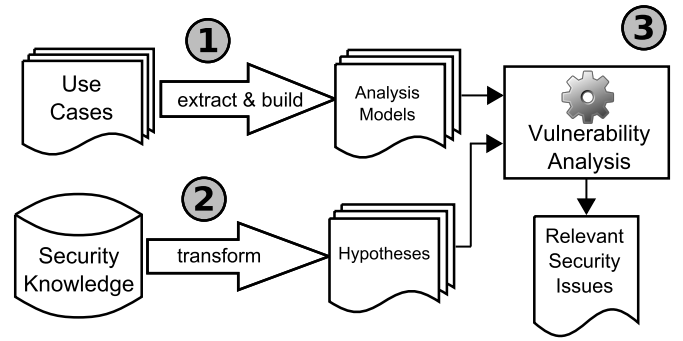 1
3
Use
Cases
extract & build
Analysis
Models
Vulnerability
Analysis
2
Security
Knowledge
transform
Hypotheses
Relevant
Security
Issues